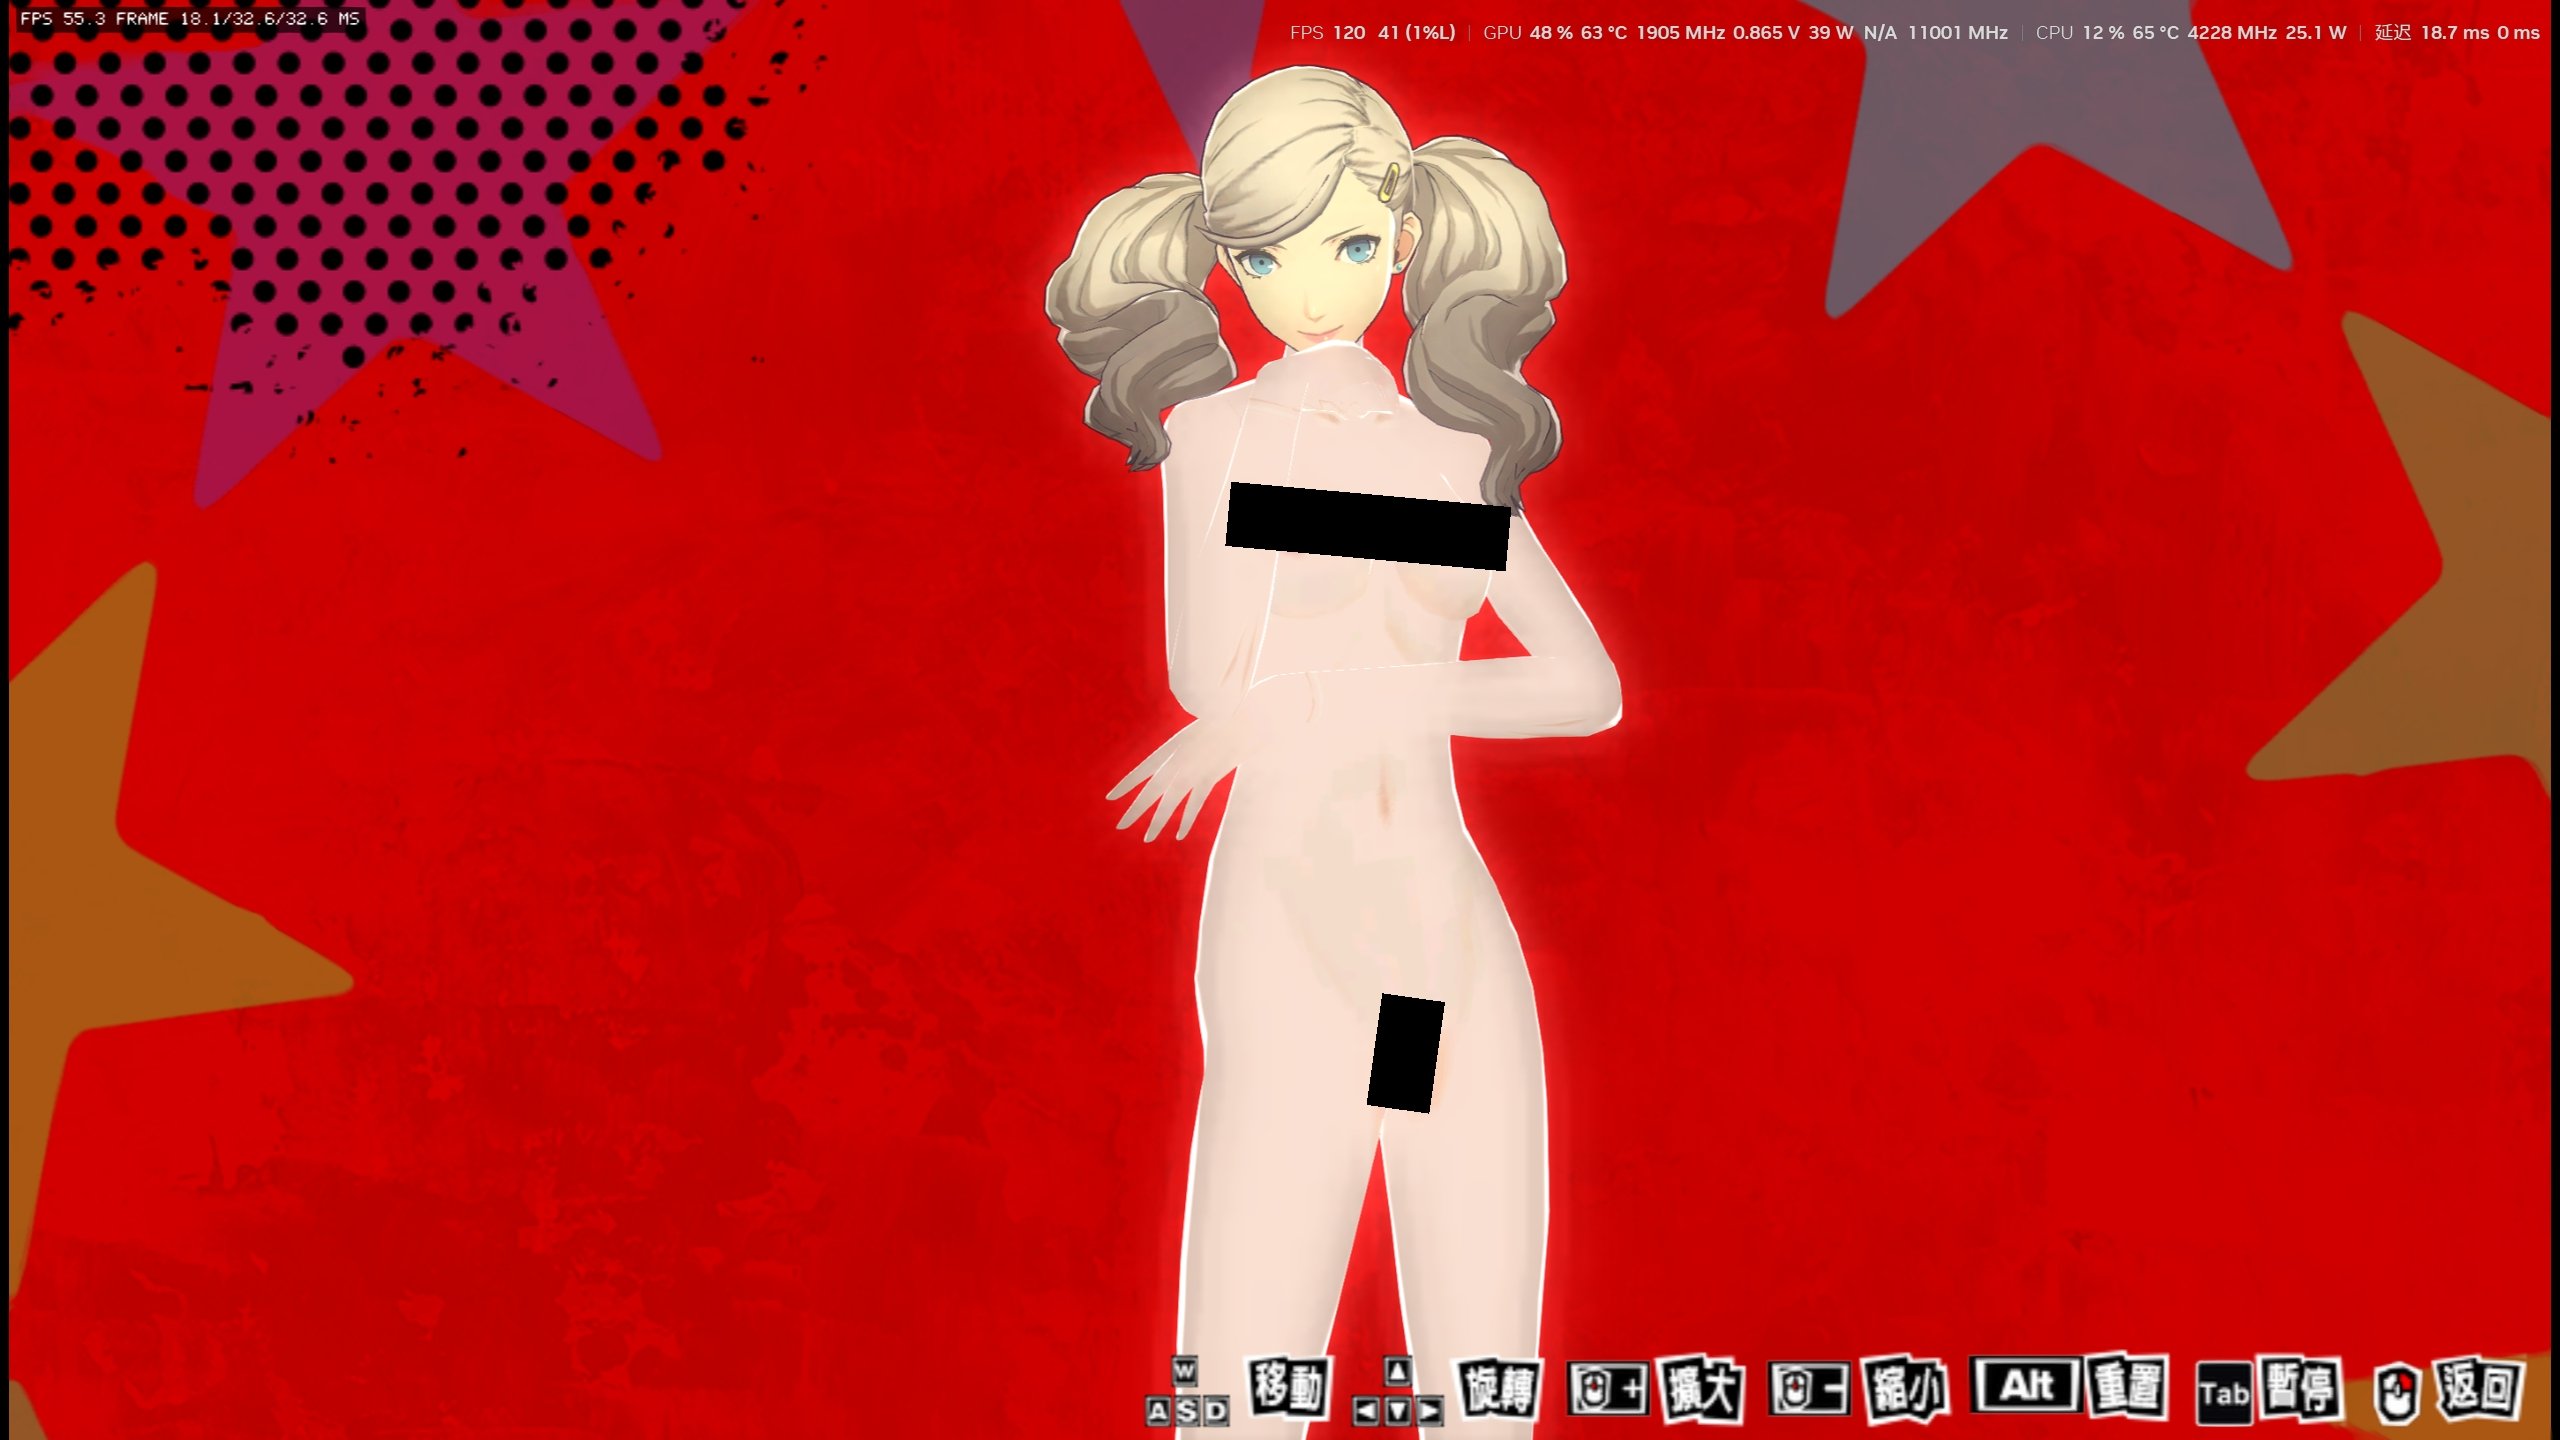 FPS 55.3 FRAME 18.1/32.6/32.6 MS
FPS 120 41 (1%L) | GPU 48 % 63 °C 1905 MHz 0.865 V 39 W N/A 11001 MHz | CPU 12 % 65 °C 4228 MHz 25.1 W | 延迟 18.7 ms 0 ms
W
A S D 移動 ▲ ◀ ▼ ▶ 旋轉 + 擴大 - 縮小 Alt 重置 Tab 暫停 返回